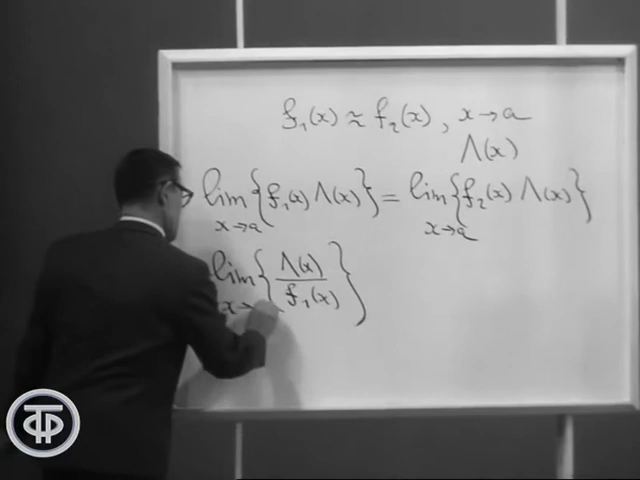 f₁(x) ≈ f₂(x), x→a
Λ(x)
lim {f₁(x) Λ(x)} = lim {f₂(x) Λ(x)}
x→a x→a
lim {Λ(x)/f₁(x)}
x→